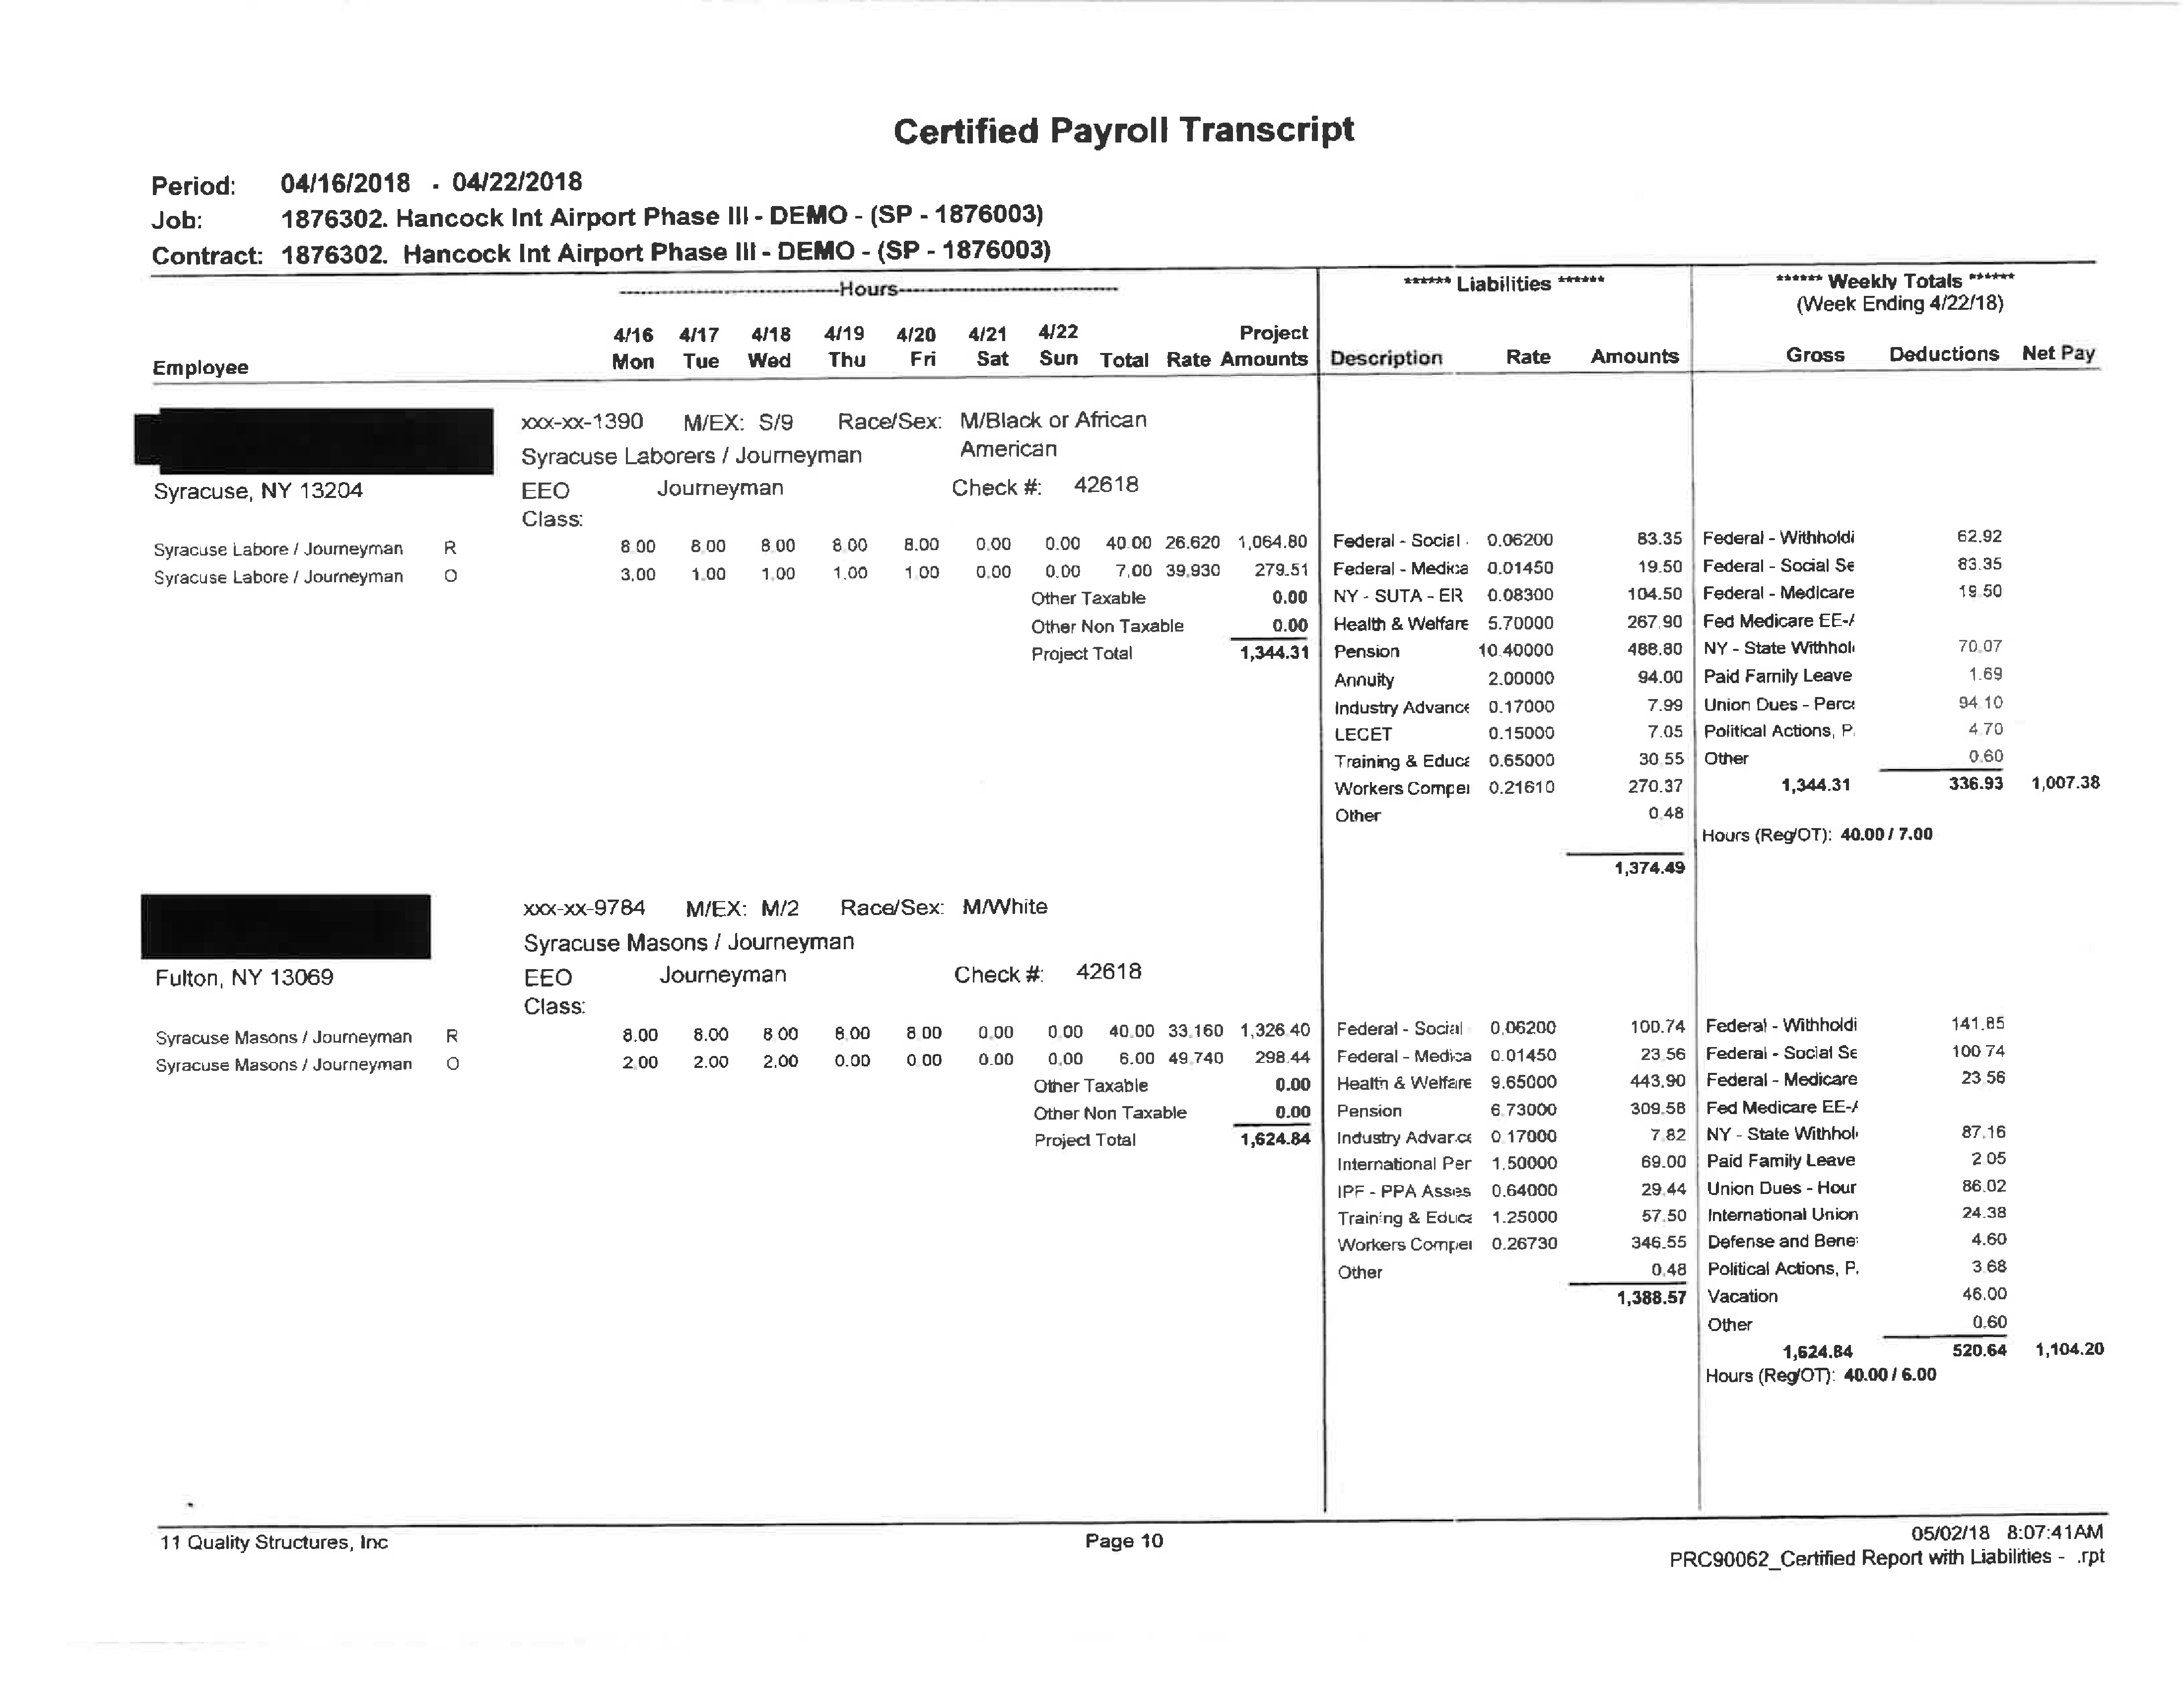 Certified Payroll Transcript
Period: 04/16/2018 - 04/22/2018
Job: 1876302. Hancock Int Airport Phase III - DEMO - (SP - 1876003)
Contract: 1876302. Hancock Int Airport Phase III - DEMO - (SP - 1876003)
Hours ****** Liabilities ****** ****** Weekly Totals ******
(Week Ending 4/22/18)
4/16 4/17 4/18 4/19 4/20 4/21 4/22 Project
Employee Mon Tue Wed Thu Fri Sat Sun Total Rate Amounts Description Rate Amounts Gross Deductions Net Pay
xxx-xx-1390 M/EX: S/9 Race/Sex: M/Black or African
Syracuse Laborers / Journeyman American
Syracuse, NY 13204 EEO Journeyman Check #: 42618
Class:
Syracuse Labore / Journeyman R 8.00 8.00 8.00 8.00 8.00 0.00 0.00 40.00 26.620 1,064.80 Federal - Social 0.06200 83.35 Federal - Withholdi 62.92
Syracuse Labore / Journeyman O 3.00 1.00 1.00 1.00 1.00 0.00 0.00 7.00 39.930 279.51 Federal - Medica 0.01450 19.50 Federal - Social Se 83.35
Other Taxable 0.00 NY - SUTA - ER 0.08300 104.50 Federal - Medicare 19.50
Other Non Taxable 0.00 Health & Welfare 5.70000 267.90 Fed Medicare EE-/
Project Total 1,344.31 Pension 10.40000 488.80 NY - State Withhol 70.07
Annuity 2.00000 94.00 Paid Family Leave 1.69
Industry Advance 0.17000 7.99 Union Dues - Perc 94.10
LECET 0.15000 7.05 Political Actions, P. 4.70
Training & Educa 0.65000 30.55 Other 0.60
Workers Compe 0.21610 270.37 1,344.31 336.93 1,007.38
Other 0.48
Hours (Reg/OT): 40.00 / 7.00
1,374.49
xxx-xx-9784 M/EX: M/2 Race/Sex: M/White
Syracuse Masons / Journeyman
Fulton, NY 13069 EEO Journeyman Check #: 42618
Class:
Syracuse Masons / Journeyman R 8.00 8.00 8.00 8.00 8.00 0.00 0.00 40.00 33.160 1,326.40 Federal - Social 0.06200 100.74 Federal - Withholdi 141.85
Syracuse Masons / Journeyman O 2.00 2.00 2.00 0.00 0.00 0.00 0.00 6.00 49.740 298.44 Federal - Medica 0.01450 23.56 Federal - Social Se 100.74
Other Taxable 0.00 Health & Welfare 9.65000 443.90 Federal - Medicare 23.56
Other Non Taxable 0.00 Pension 6.73000 309.58 Fed Medicare EE-/
Project Total 1,624.84 Industry Advance 0.17000 7.82 NY - State Withhol 87.16
International Per 1.50000 69.00 Paid Family Leave 2.05
IPF - PPA Asses 0.64000 29.44 Union Dues - Hour 86.02
Training & Educa 1.25000 57.50 International Union 24.38
Workers Compe 0.26730 346.55 Defense and Bene 4.60
Other 0.48 Political Actions, P. 3.68
1,388.57 Vacation 46.00
Other 0.60
1,624.84 520.64 1,104.20
Hours (Reg/OT): 40.00 / 6.00
11 Quality Structures, Inc Page 10 05/02/18 8:07:41AM
PRC90062_Certified Report with Liabilities - .rpt